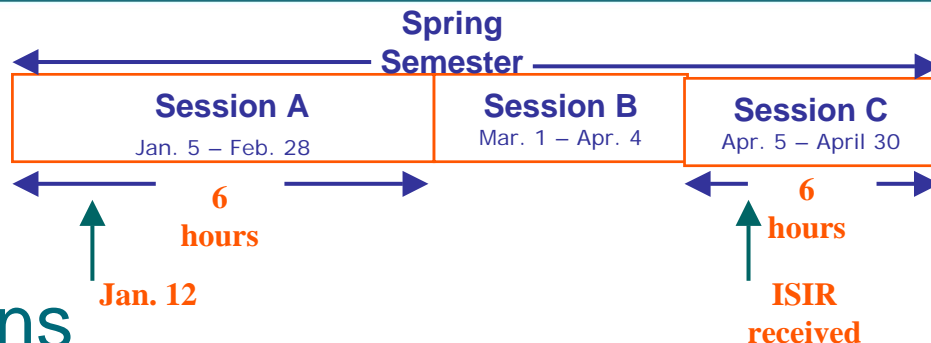 Spring
Semester
Session A
Jan. 5 – Feb. 28
Session B
Mar. 1 – Apr. 4
Session C
Apr. 5 – April 30
6
hours
6
hours
Jan. 12
ISIR
received
ns